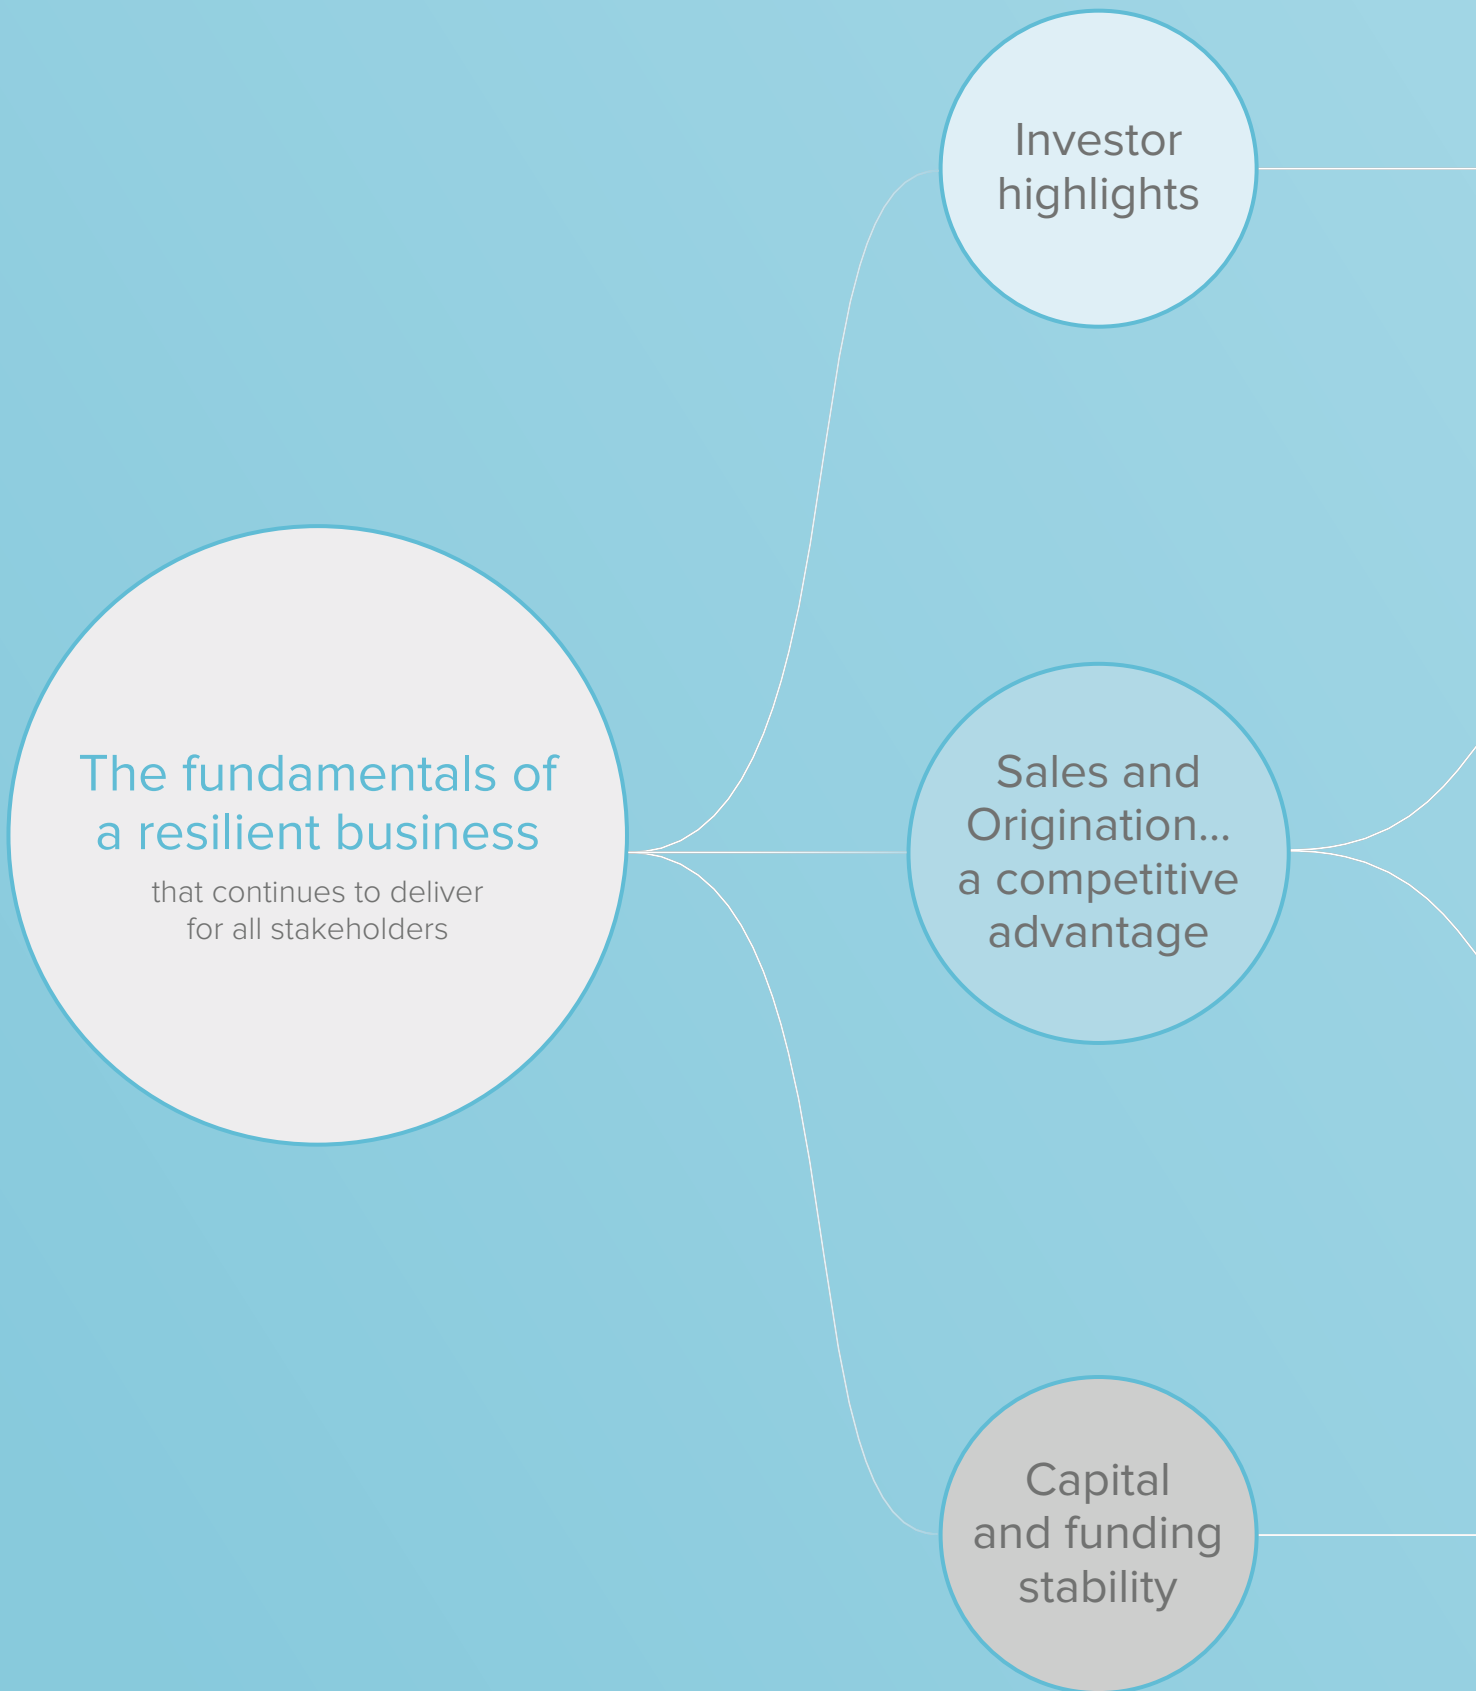 Investor
highlights
The fundamentals of
a resilient business
that continues to deliver
for all stakeholders
Sales and
Origination...
a competitive
advantage
Capital
and funding
stability